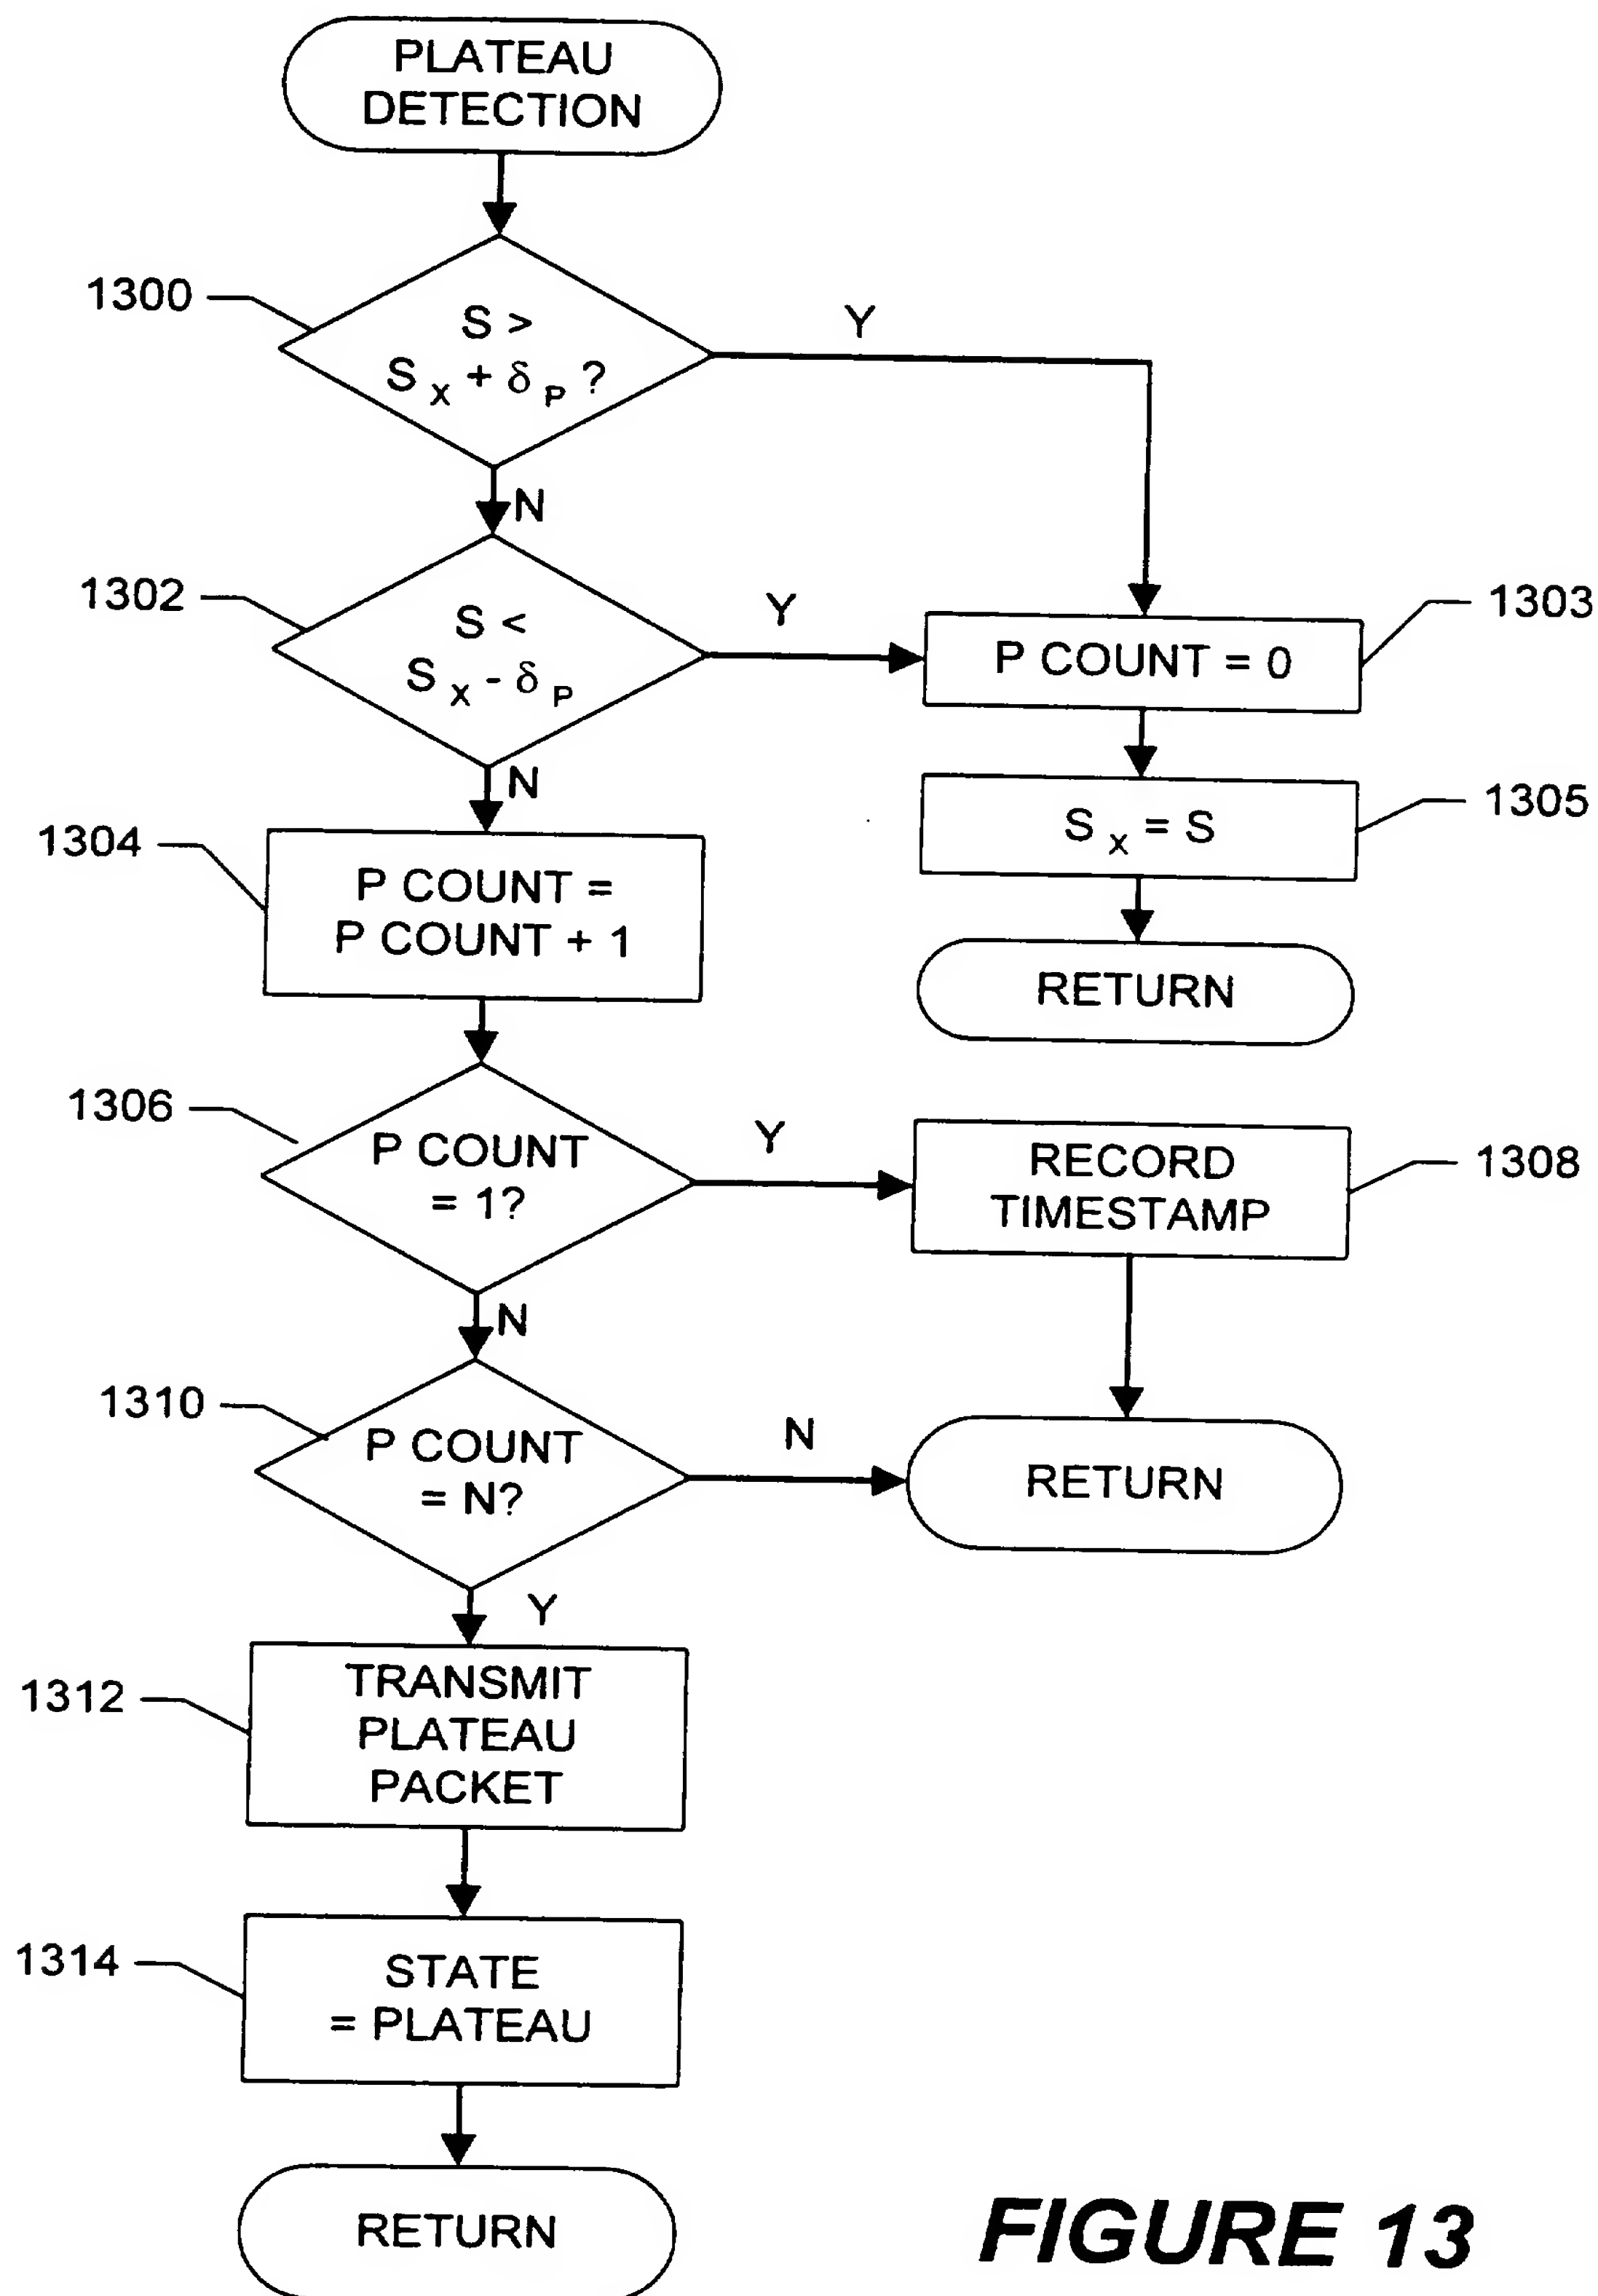 PLATEAU
DETECTION
1300
S >
S X + δ P ?
Y
N
1302
S <
S X - δ P
Y
1303
P COUNT = 0
N
1305
S X = S
1304
P COUNT =
P COUNT + 1
RETURN
1306
P COUNT
= 1?
Y
RECORD
TIMESTAMP
1308
N
1310
P COUNT
= N?
N
RETURN
Y
1312
TRANSMIT
PLATEAU
PACKET
1314
STATE
= PLATEAU
RETURN
FIGURE 13